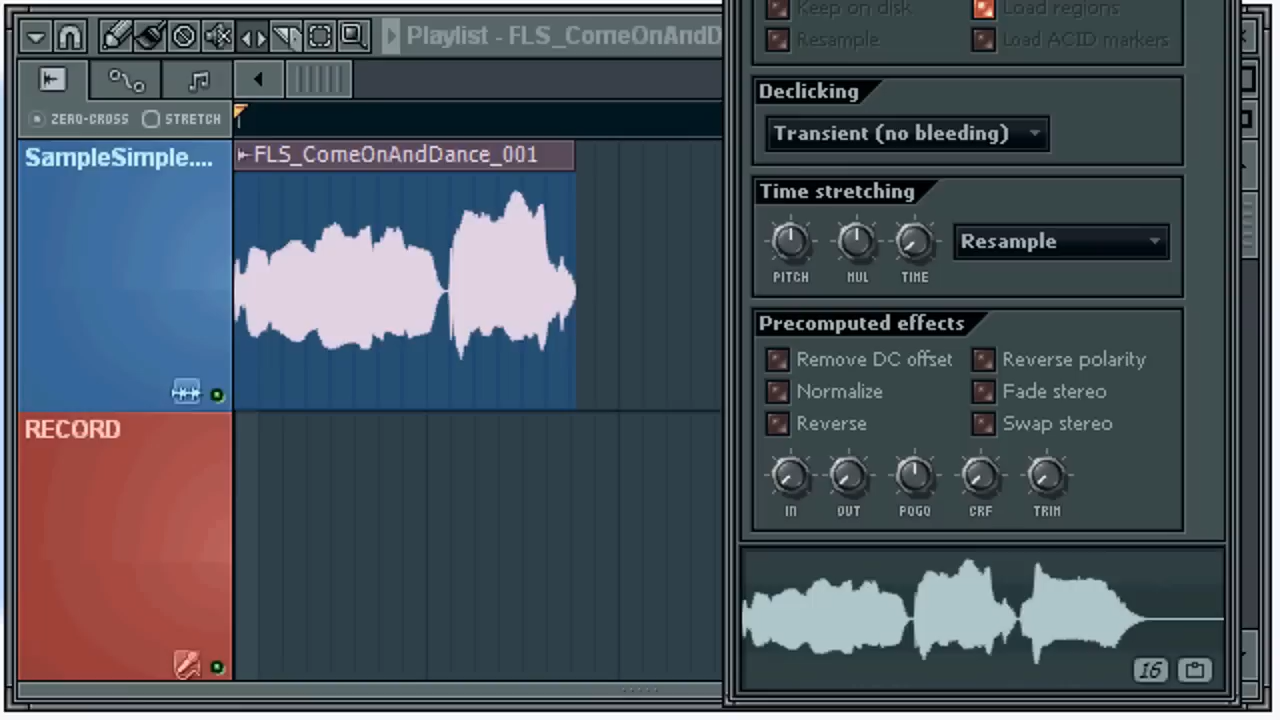 Playlist - FLS_ComeOnAndD
ZERO-CROSS STRETCH
SampleSimple....
FLS_ComeOnAndDance_001
RECORD
Keep on disk Load regions
Resample Load ACID markers
Declicking
Transient (no bleeding)
Time stretching
PITCH MUL TIME Resample
Precomputed effects
Remove DC offset Reverse polarity
Normalize Fade stereo
Reverse Swap stereo
IN OUT POGO CRF TRIM
16